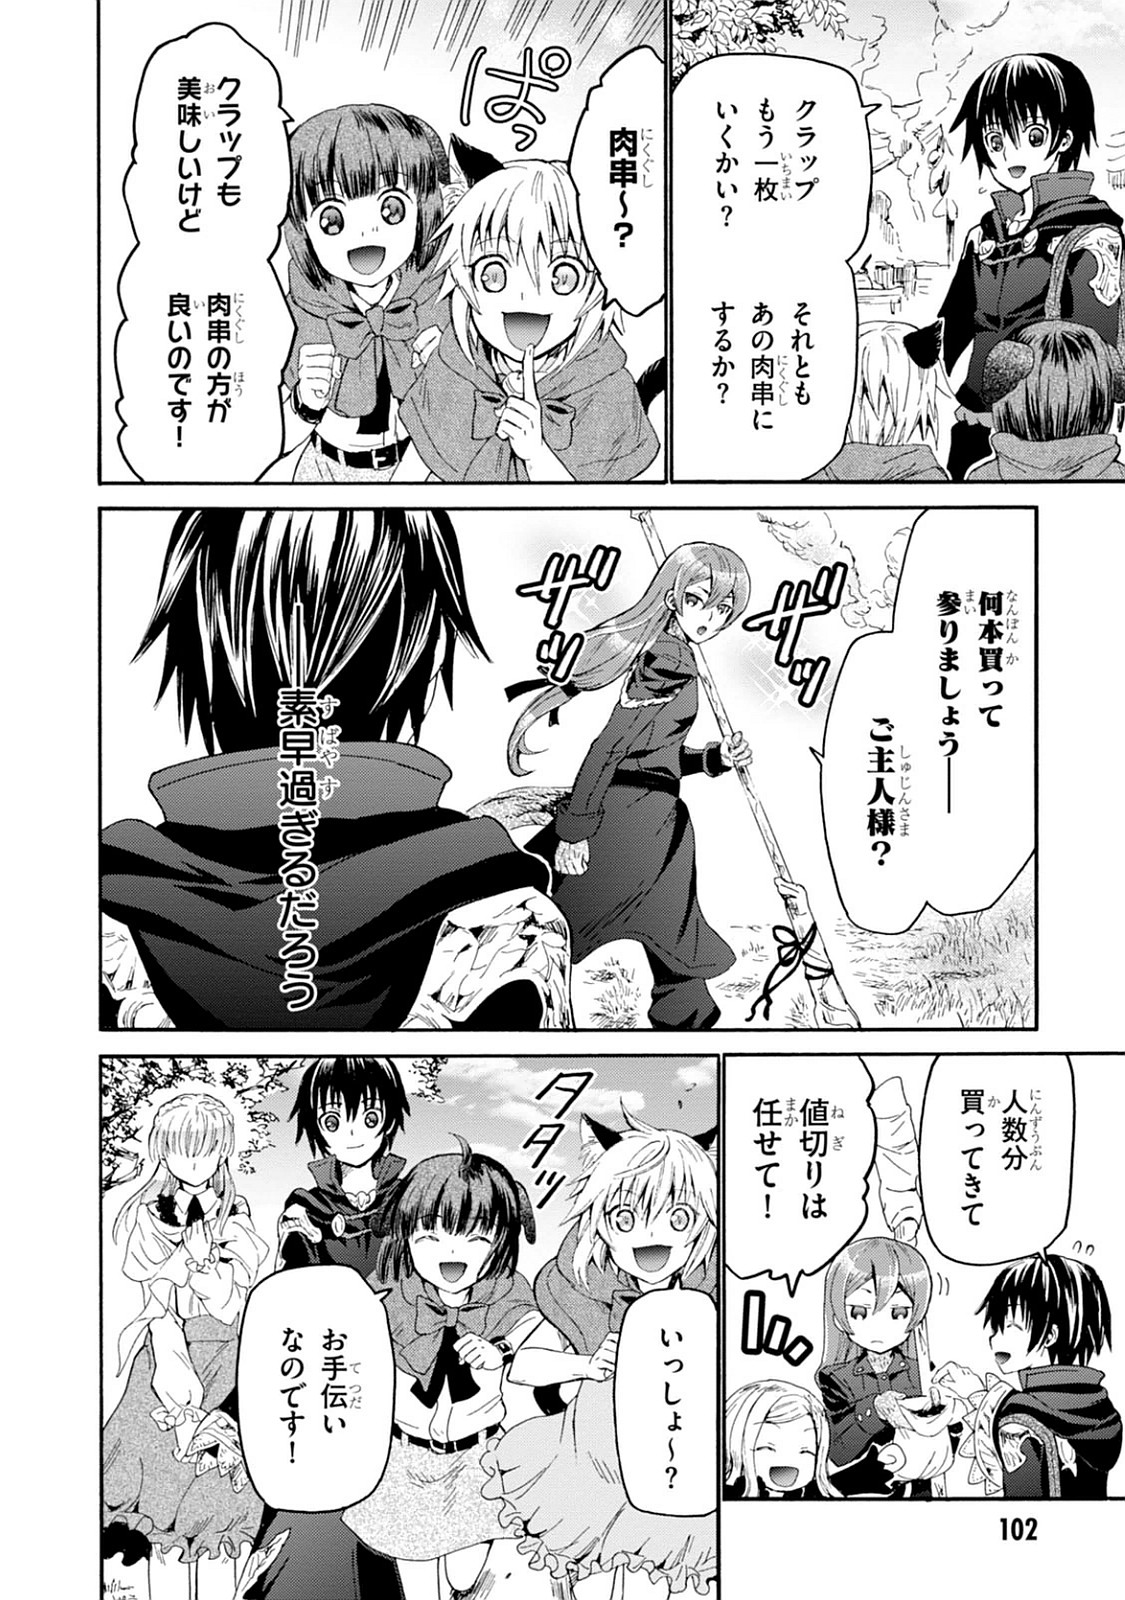 クラップ
もう一枚
いくかい？
それとも
あの肉串に
するか？
肉串～？
ぱっ
クラップも
美味しいけど
肉串の方が
良いのです！
何本買って
参りましょう――
ご主人様？
ザッ
ザッ
―素早過ぎるだろう
人数分
買ってきて
値切りは
任せて！
タタッ
いっしょ～？
お手伝い
なのです！
102